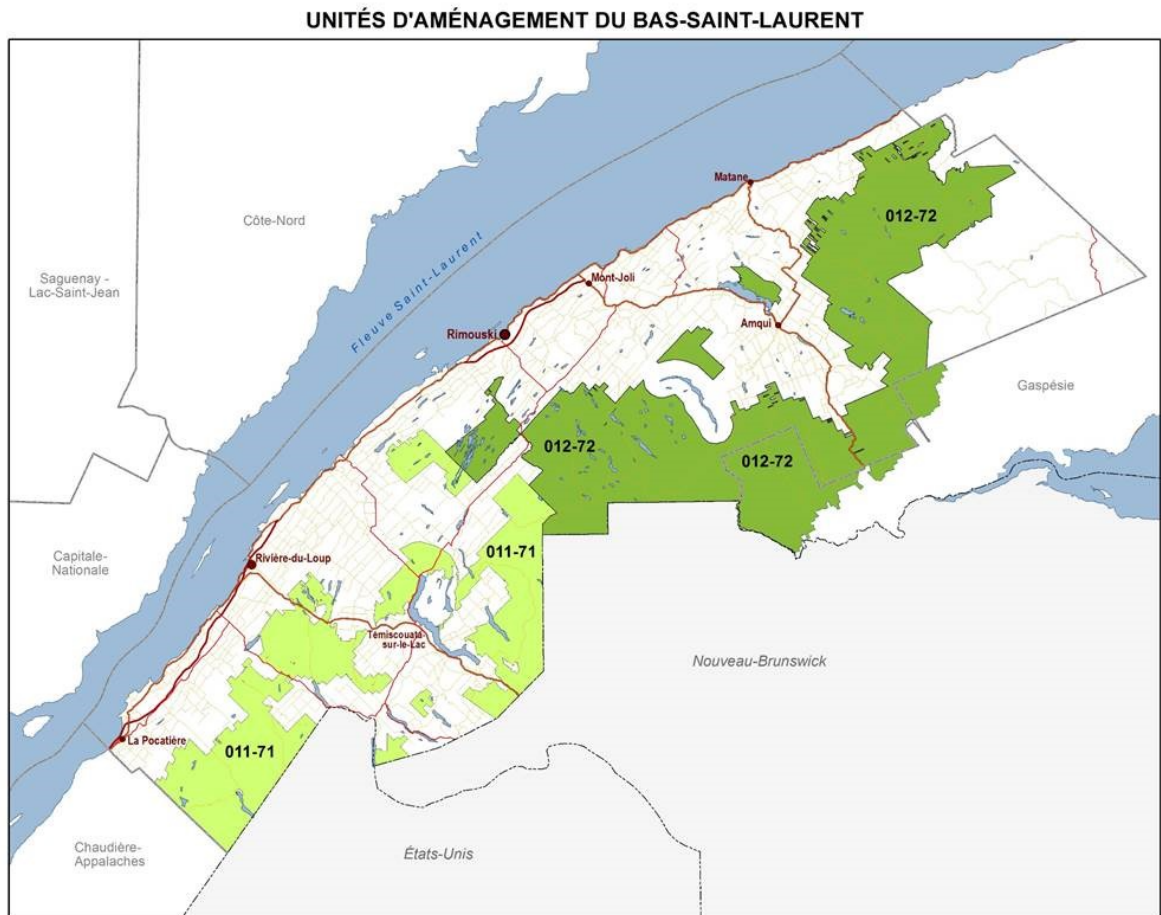 UNITÉS D'AMÉNAGEMENT DU BAS-SAINT-LAURENT
Matane
012-72
Côte-Nord
Fleuve Saint-Laurent
Saguenay -
Lac-Saint-Jean
Mont-Joli
Rimouski
Amqui
Gaspésie
012-72
012-72
011-71
Capitale-
Nationale
Rivière-du-Loup
Témiscouata-
sur-le-Lac
Nouveau-Brunswick
La Pocatière
011-71
Chaudière-
Appalaches
États-Unis